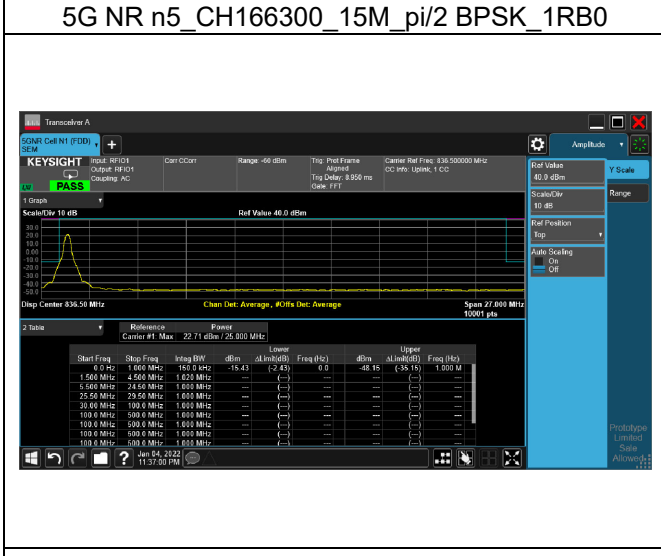 5G NR n5_CH166300_15M_pi/2 BPSK_1RB0
Transceiver A
5GNR Cell N1 (FDD)
SEM
+
Amplitude
KEYSIGHT
Input: RFIO1
Output: RFIO1
Coupling: AC
Corr CCorr
Range: -66 dBm
Trig: Prot Frame
Aligned
Trig Delay: 8.950 ms
Gate: FFT
Carrier Ref Freq: 836.500000 MHz
CC Info: Uplink, 1 CC
PASS
Ref Value
40.0 dBm
Y Scale
Scale/Div
10 dB
Range
Ref Position
Top
Auto Scaling
On
Off
1 Graph
Scale/Div 10 dB
Ref Value 40.0 dBm
30.0
20.0
10.0
0.00
-10.0
-20.0
-30.0
-40.0
-50.0
Disp Center 836.50 MHz
Chan Det: Average, #Offs Det: Average
Span 27.000 MHz
10001 pts
2 Table
Reference Power
Carrier #1: Max 22.71 dBm / 25.000 MHz
Lower Upper
Start Freq Stop Freq Integ BW dBm ΔLimit(dB) Freq (Hz) dBm ΔLimit(dB) Freq (Hz)
0.0 Hz 1.000 MHz 150.0 kHz -15.43 (-2.43) 0.0 -48.15 (-35.15) 1.000 M
1.500 MHz 4.500 MHz 1.020 MHz --- (---) --- (---)
5.500 MHz 24.50 MHz 1.000 MHz --- (---) --- (---)
25.50 MHz 29.50 MHz 1.000 MHz --- (---) --- (---)
30.00 MHz 100.0 MHz 1.000 MHz --- (---) --- (---)
100.0 MHz 500.0 MHz 1.000 MHz --- (---) --- (---)
100.0 MHz 500.0 MHz 1.000 MHz --- (---) --- (---)
100.0 MHz 500.0 MHz 1.000 MHz --- (---) --- (---)
Prototype
Limited
Sale
Allowed
Jan 04, 2022
11:37:00 PM